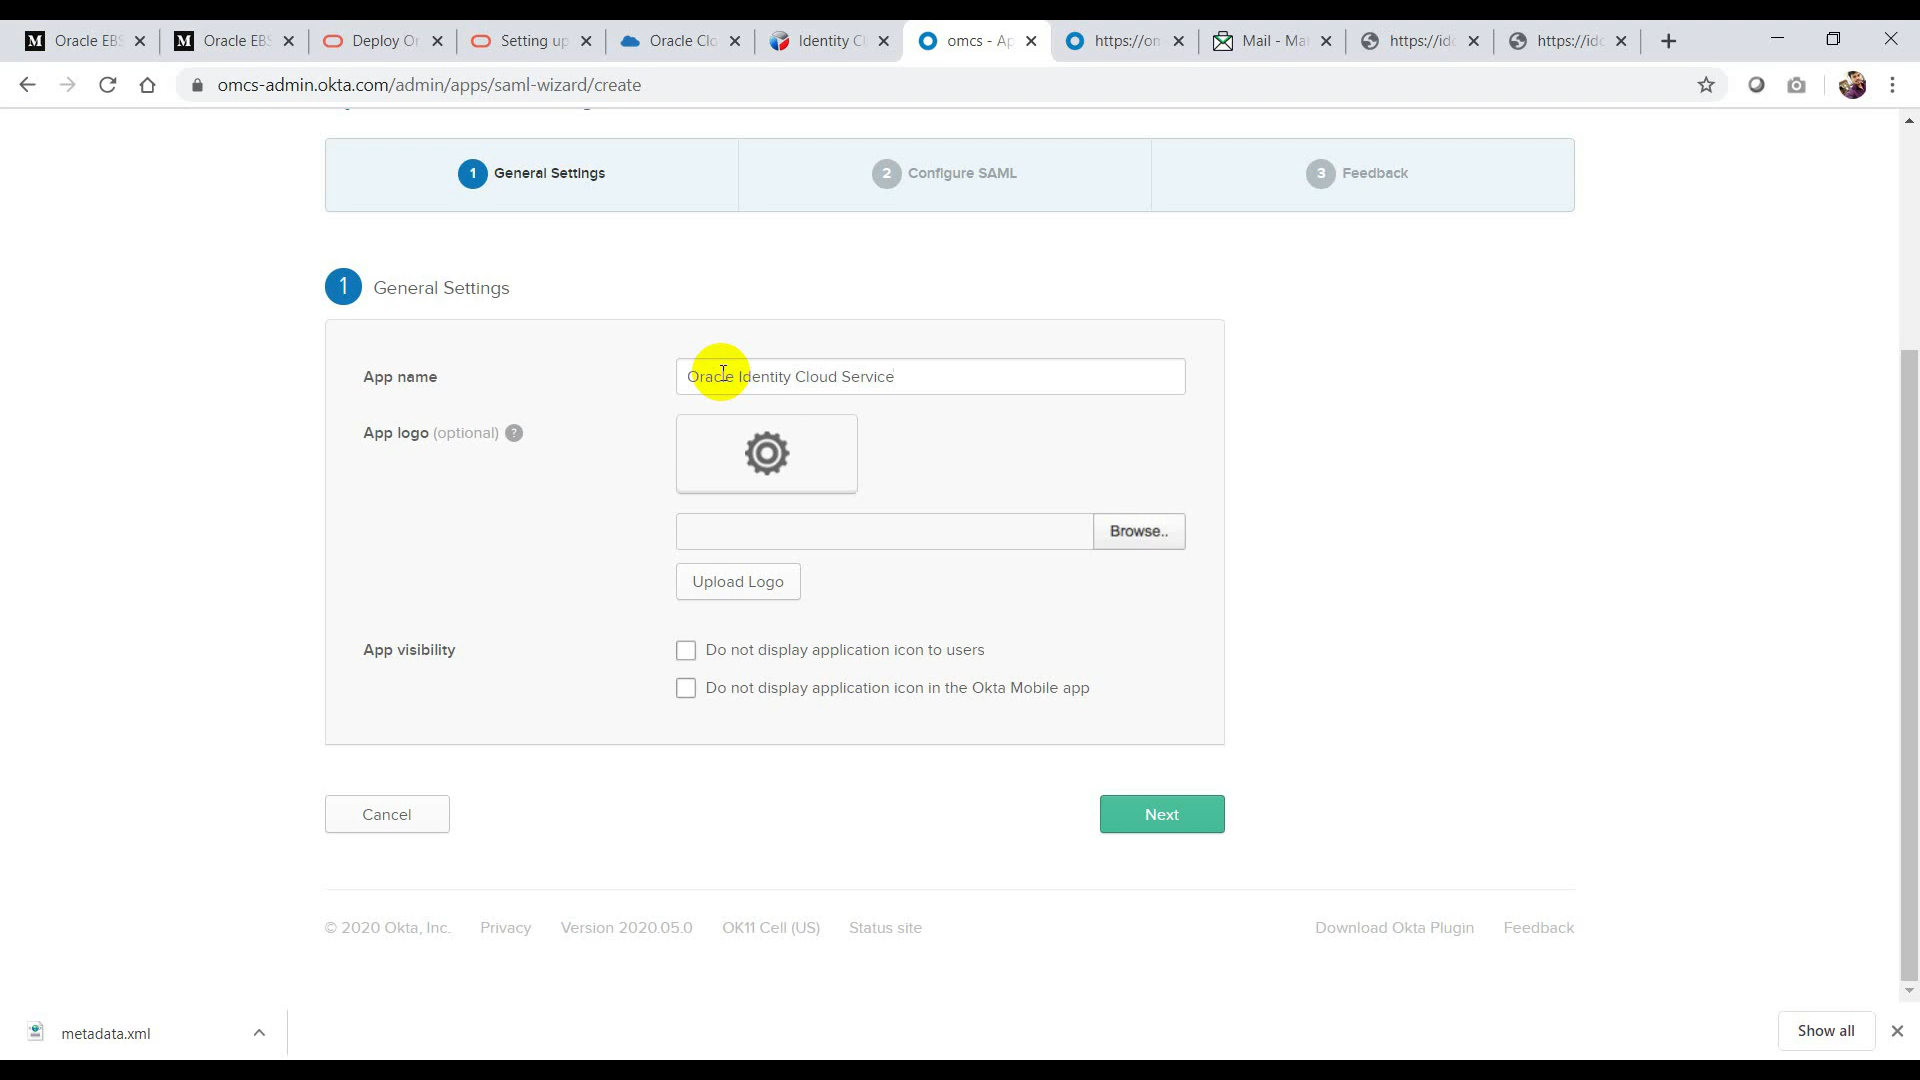 M Oracle EBS
M Oracle EBS
Deploy Or
Setting up
Oracle Clo
Identity Cl
omcs - Ap
https://om
Mail - Ma
https://idc
https://idc
omcs-admin.okta.com/admin/apps/saml-wizard/create
1 General Settings
2 Configure SAML
3 Feedback
1 General Settings
App name
Oracle Identity Cloud Service
App logo (optional) ?
Browse..
Upload Logo
App visibility
Do not display application icon to users
Do not display application icon in the Okta Mobile app
Cancel
Next
© 2020 Okta, Inc. Privacy Version 2020.05.0 OK11 Cell (US) Status site Download Okta Plugin Feedback
metadata.xml
Show all